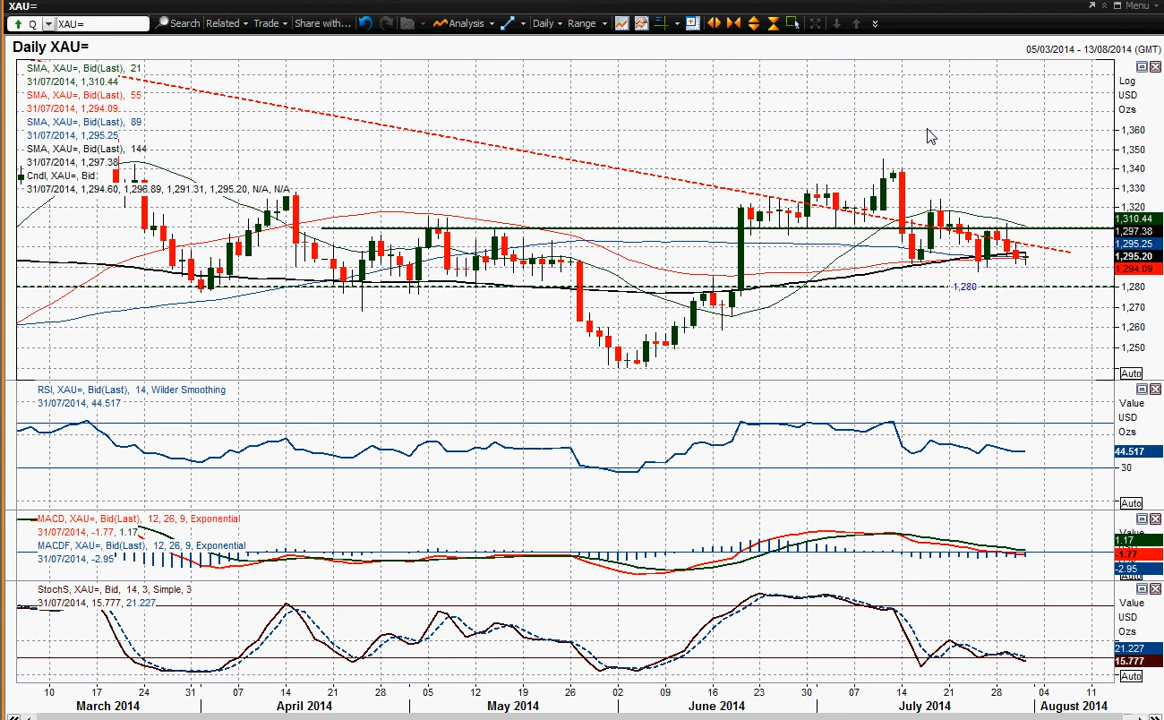 XAU=
Menu
Q XAU= Search Related Trade Share with... Analysis Daily Range
Daily XAU=
05/03/2014 - 13/08/2014 (GMT)
SMA, XAU=, Bid(Last), 21
31/07/2014, 1,310.44
SMA, XAU=, Bid(Last), 55
31/07/2014, 1,294.09
SMA, XAU=, Bid(Last), 89
31/07/2014, 1,295.25
SMA, XAU=, Bid(Last), 144
31/07/2014, 1,297.38
Cndl, XAU=, Bid
31/07/2014, 1,294.60, 1,296.89, 1,291.31, 1,295.20, N/A, N/A
Log
USD
Ozs
1,360
1,350
1,340
1,330
1,320
1,310.44
1,297.38
1,295.25
1,295.20
1,294.09
1,280
1,280
1,270
1,260
1,250
Auto
RSI, XAU=, Bid(Last), 14, Wilder Smoothing
31/07/2014, 44.517
Value
USD
Ozs
44.517
30
Auto
MACD, XAU=, Bid(Last), 12, 26, 9, Exponential
31/07/2014, -1.77, 1.17
MACDF, XAU=, Bid(Last), 12, 26, 9, Exponential
31/07/2014, -2.95
Value
1.17
-1.77
-2.95
Auto
StochS, XAU=, Bid, 14, 3, Simple, 3
31/07/2014, 15.777, 21.227
Value
USD
Ozs
21.227
15.777
Auto
10 17 24 31 07 14 21 28 05 12 19 26 02 09 16 23 30 07 14 21 28 04 11
March 2014 April 2014 May 2014 June 2014 July 2014 August 2014